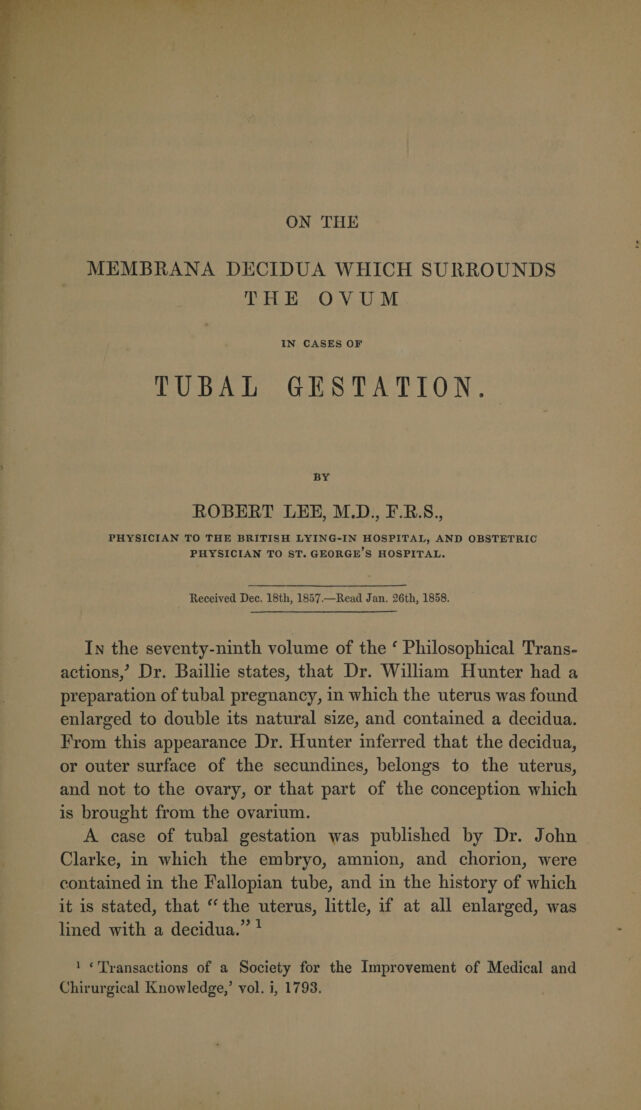 ON THE
MEMBRANA DECIDUA WHICH SURROUNDS
THE OVUM
IN CASES OF
TUBAL GESTATION.
BY
ROBERT LEE, M.D., F.R.S.,
PHYSICIAN TO THE BRITISH LYING-IN HOSPITAL, AND OBSTETRIC
PHYSICIAN TO ST. GEORGE'S HOSPITAL.
Received Dec. 18th, 1857.—Read Jan. 26th, 1858.
In the seventy-ninth volume of the ‘ Philosophical Trans-
actions,’ Dr. Baillie states, that Dr. William Hunter had a
preparation of tubal pregnancy, in which the uterus was found
enlarged to double its natural size, and contained a decidua.
From this appearance Dr. Hunter inferred that the decidua,
or outer surface of the secundines, belongs to the uterus,
and not to the ovary, or that part of the conception which
is brought from the ovarium.
A case of tubal gestation was published by Dr. John
Clarke, in which the embryo, amnion, and chorion, were
contained in the Fallopian tube, and in the history of which
it is stated, that “ the uterus, little, if at all enlarged, was
lined with a decidua.” ¹
¹ ‘ Transactions of a Society for the Improvement of Medical and
Chirurgical Knowledge,’ vol. i, 1793.